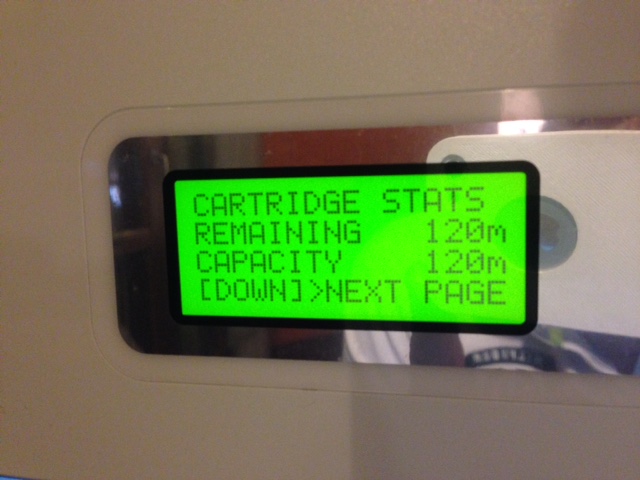 CARTRIDGE STATS
REMAINING 120m
CAPACITY 120m
[DOWN]>NEXT PAGE